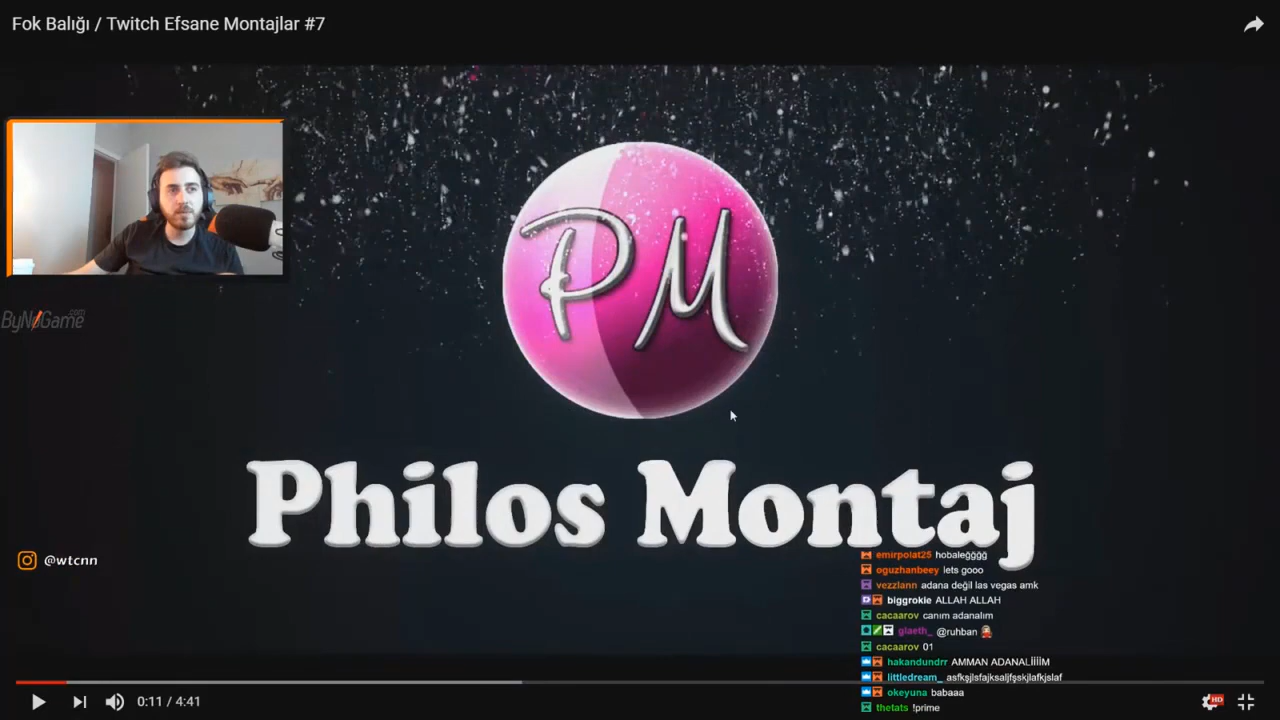 Fok Balığı / Twitch Efsane Montajlar #7
PM
ByNoGame.com
Philos Montaj
@wtcnn
emirpolat25 hobaleğğğğ
oguzhanbeey lets gooo
vezzlann adana değil las vegas amk
biggrokie ALLAH ALLAH
cacaarov canım adanalım
glaeth_ @ruhban
cacaarov 01
hakandundrr AMMAN ADANALİİİİM
littledream_ asfkşjlsfajksaljfşskjlafkjslaf
okeyuna babaaa
thetats !prime
0:11 / 4:41
HD